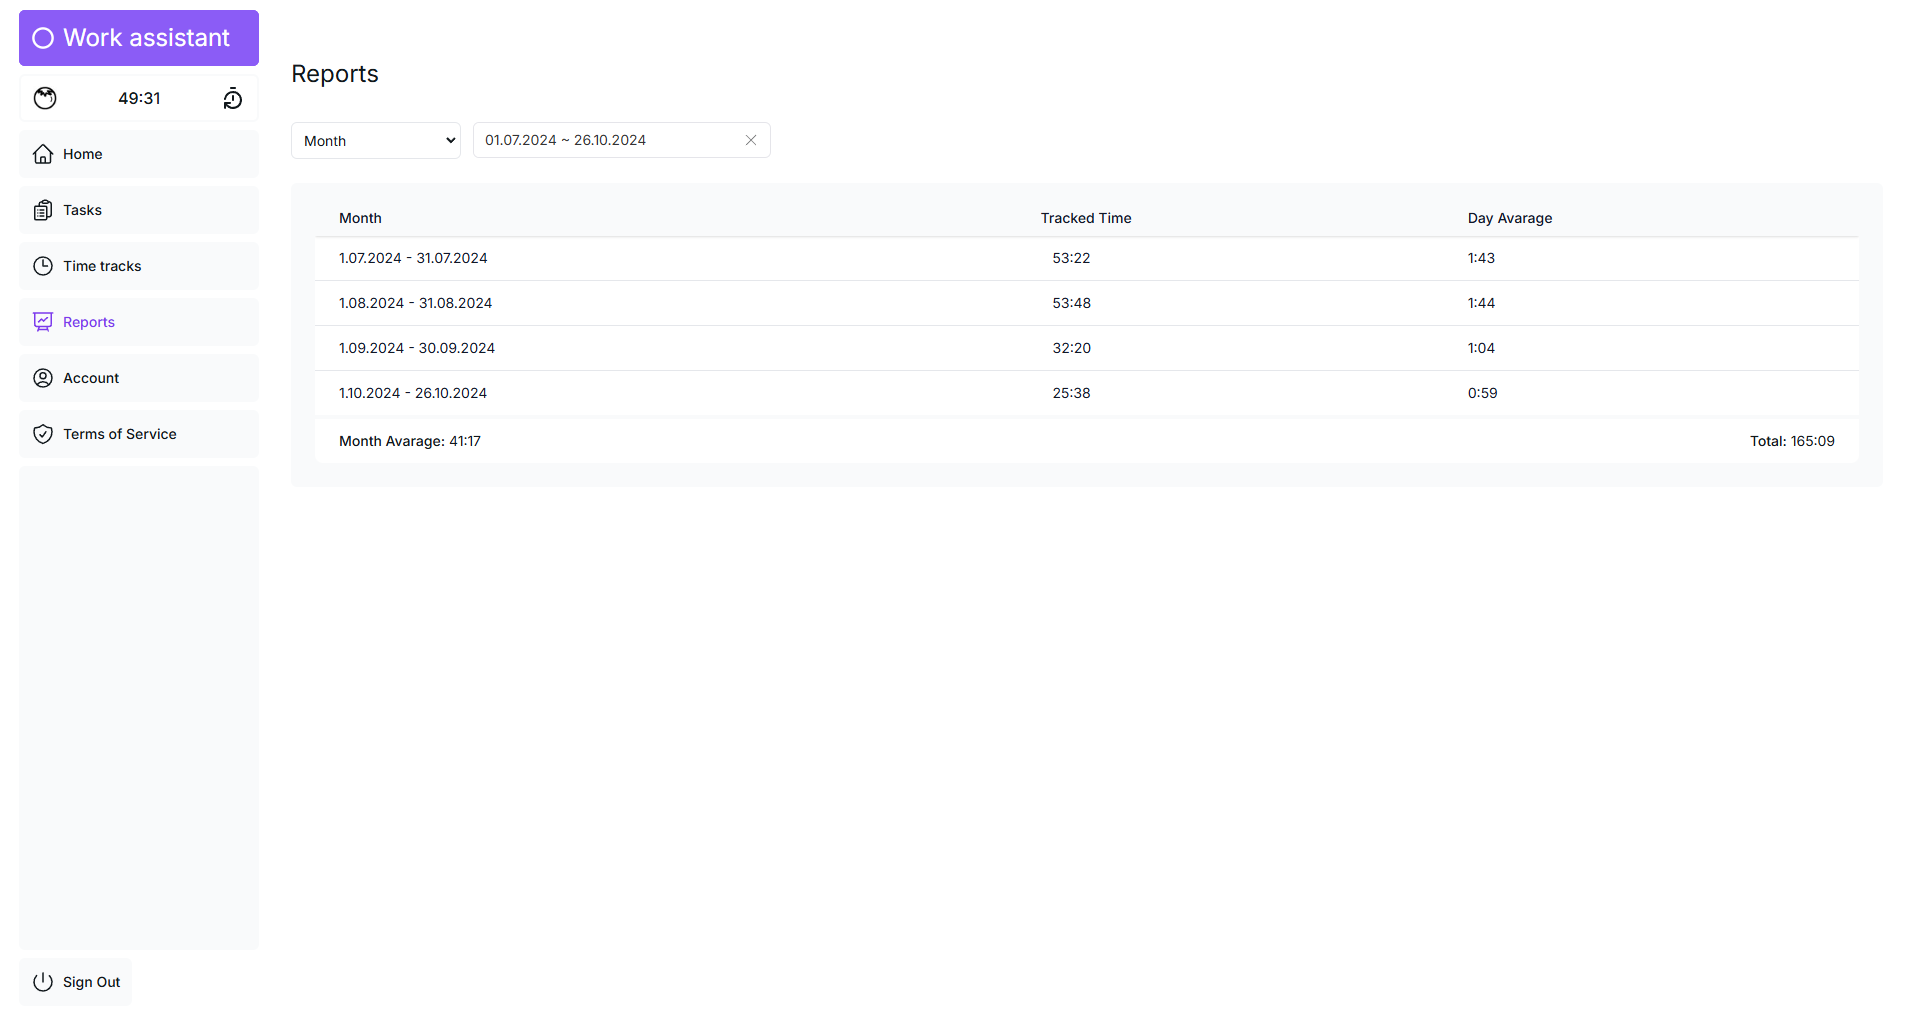 Work assistant
49:31
Home
Tasks
Time tracks
Reports
Account
Terms of Service
Sign Out
Reports
Month 01.07.2024 ~ 26.10.2024
Month Tracked Time Day Avarage
1.07.2024 - 31.07.2024 53:22 1:43
1.08.2024 - 31.08.2024 53:48 1:44
1.09.2024 - 30.09.2024 32:20 1:04
1.10.2024 - 26.10.2024 25:38 0:59
Month Avarage: 41:17 Total: 165:09